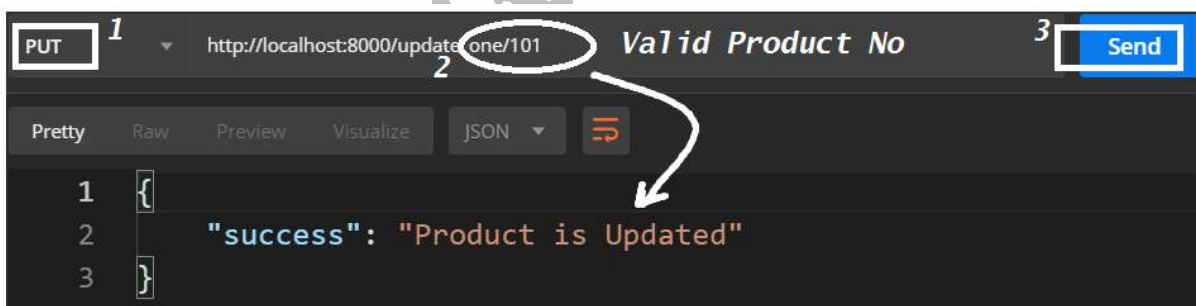 PUT 1 http://localhost:8000/update one/101 Valid Product No 3 Send
2
Pretty Raw Preview Visualize JSON
1 {
2 "success": "Product is Updated"
3 }